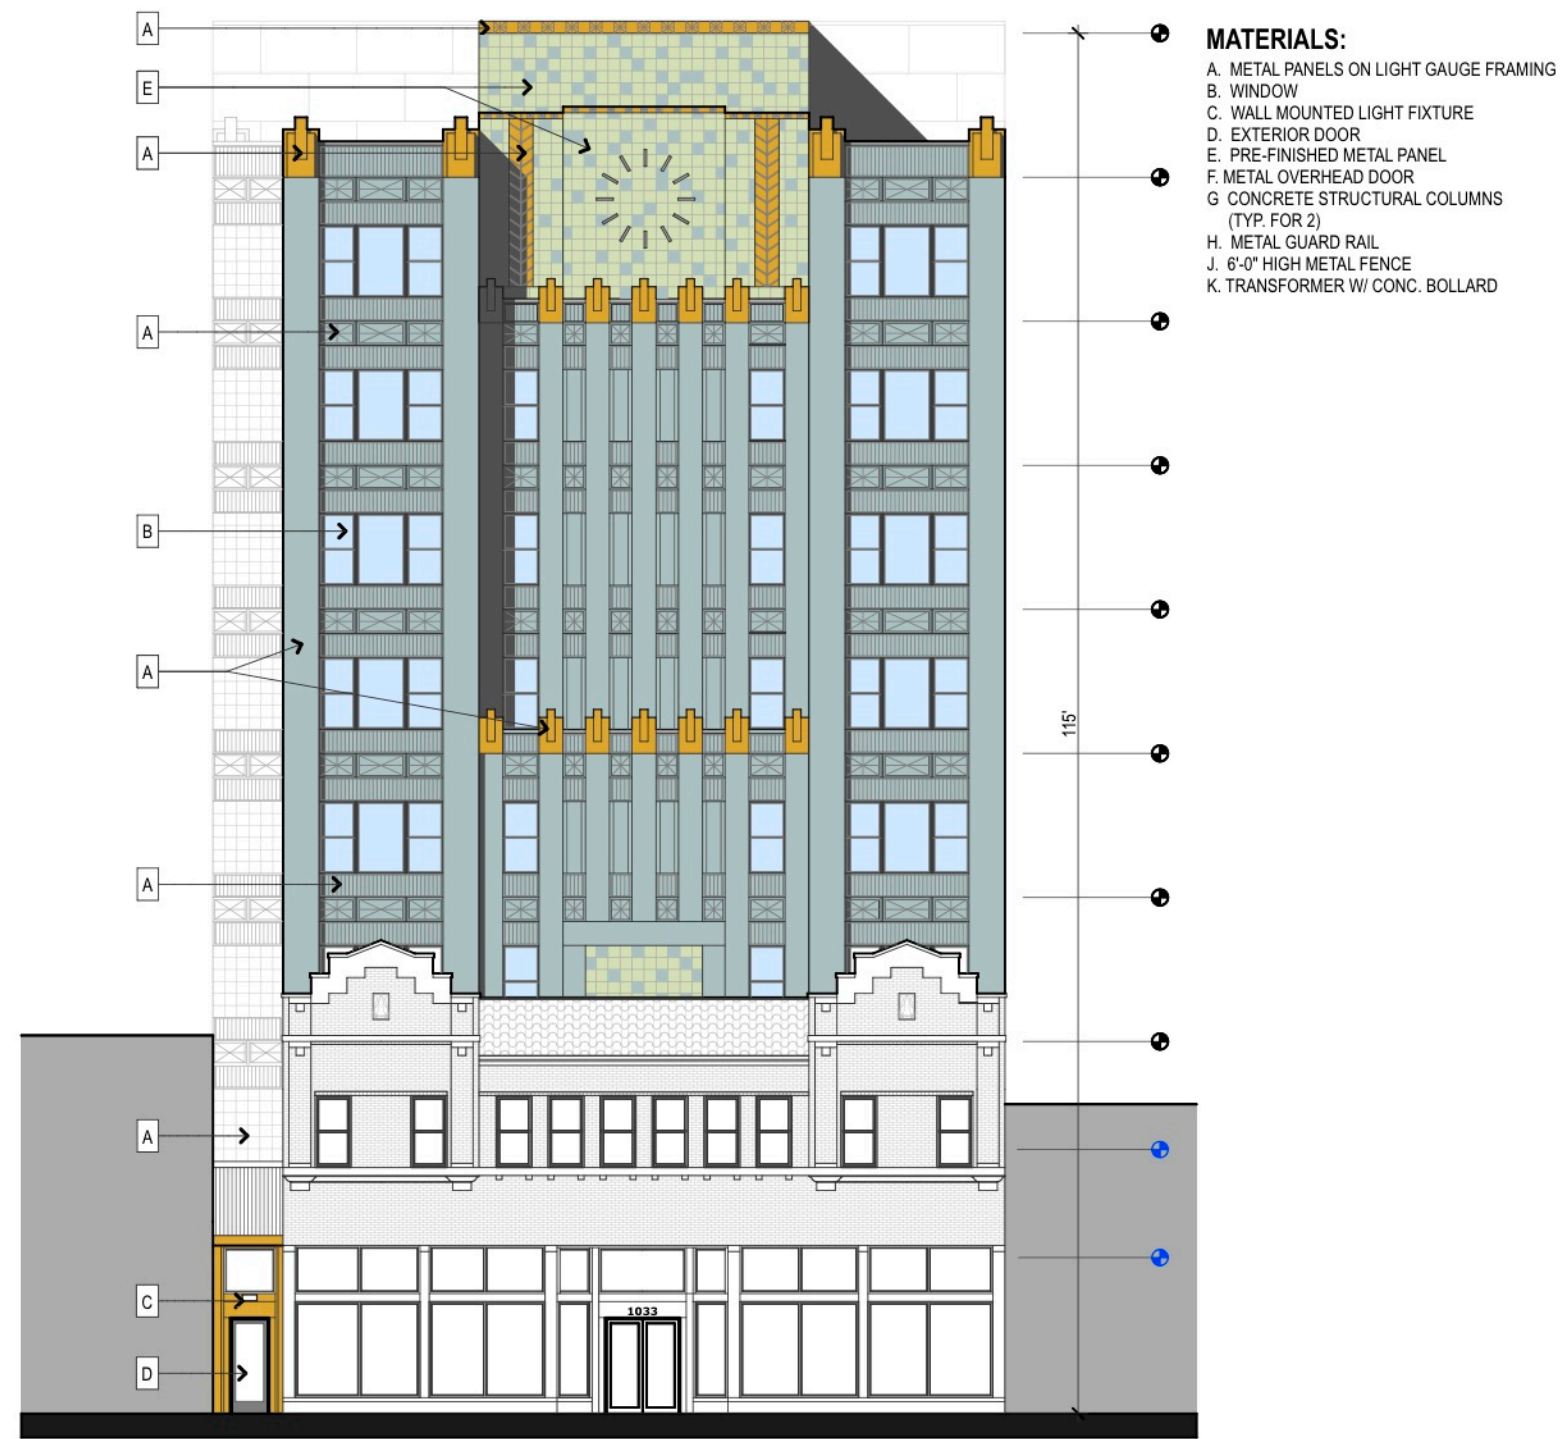 MATERIALS:
A. METAL PANELS ON LIGHT GAUGE FRAMING
B. WINDOW
C. WALL MOUNTED LIGHT FIXTURE
D. EXTERIOR DOOR
E. PRE-FINISHED METAL PANEL
F. METAL OVERHEAD DOOR
G CONCRETE STRUCTURAL COLUMNS
(TYP. FOR 2)
H. METAL GUARD RAIL
J. 6'-0" HIGH METAL FENCE
K. TRANSFORMER W/ CONC. BOLLARD
A
E
A
A
B
A
115'
A
A
C
1033
D